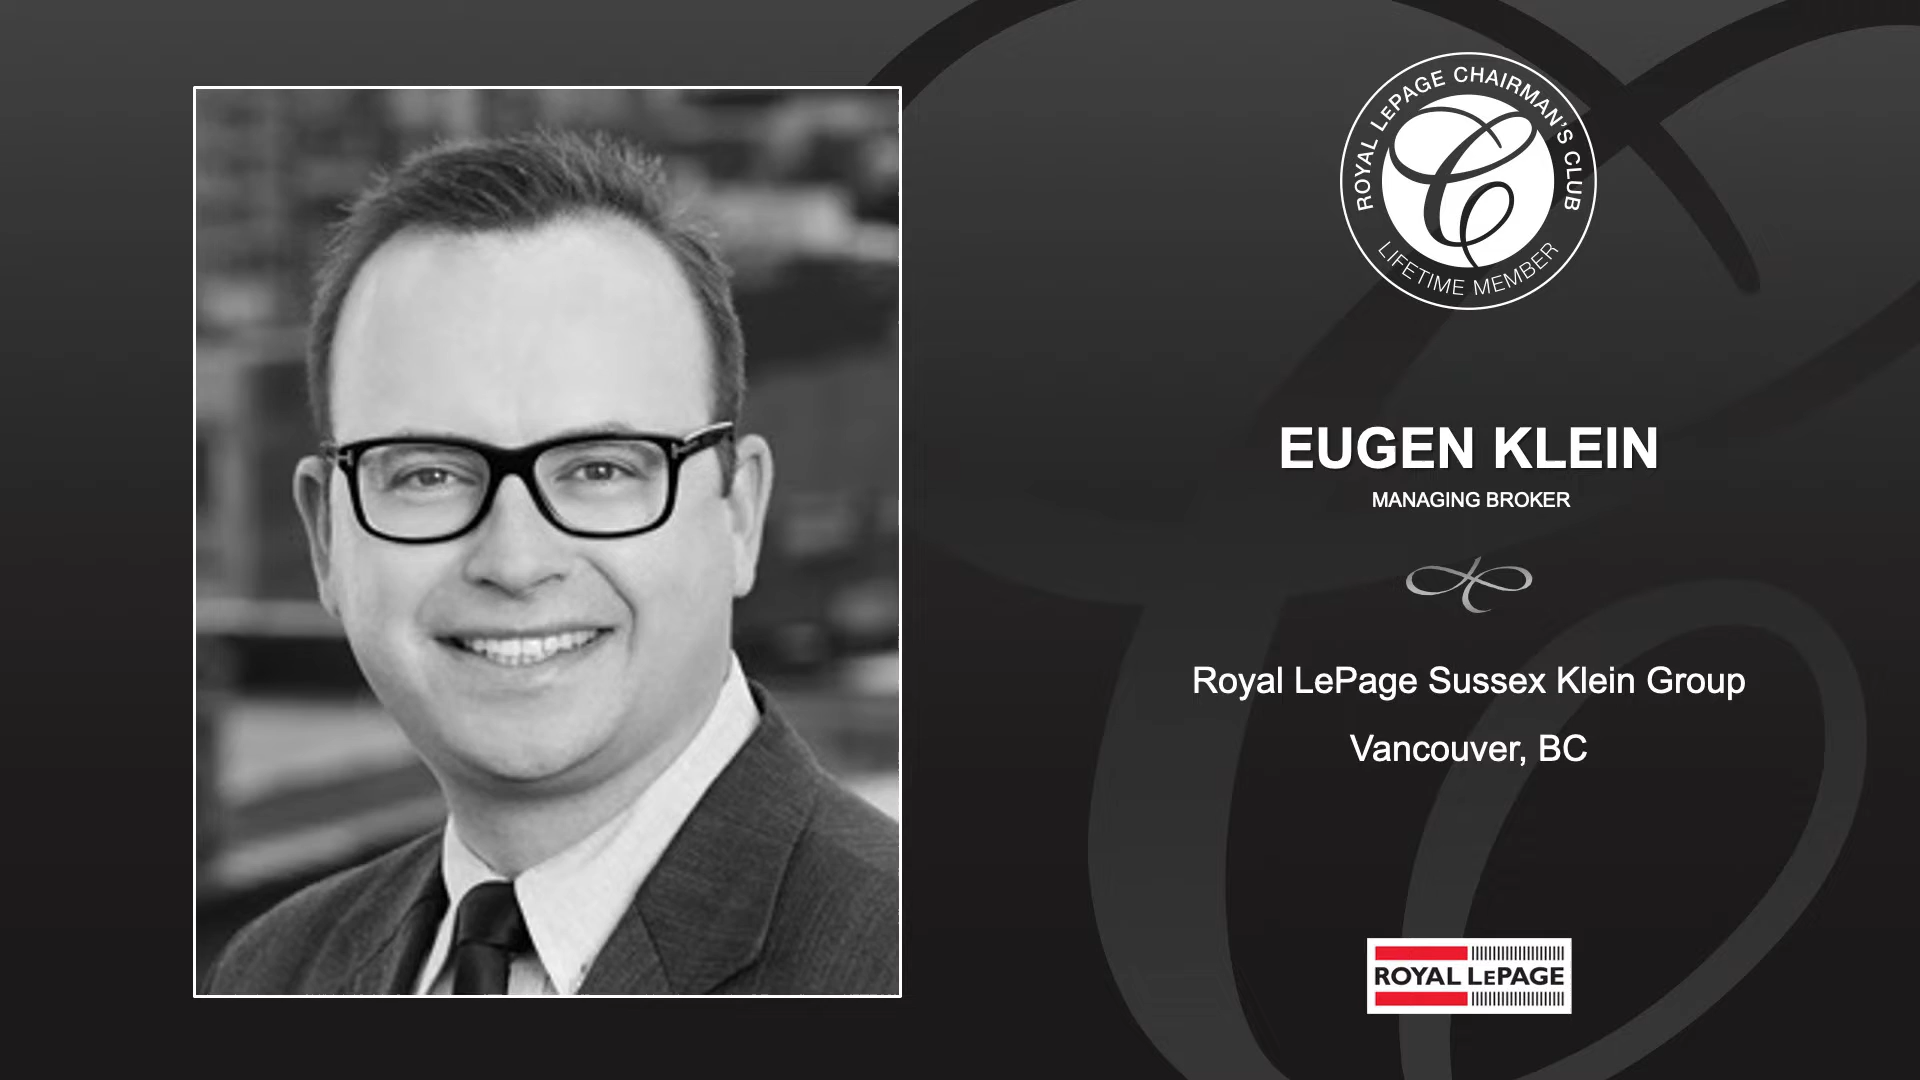 ROYAL LEPAGE CHAIRMAN'S CLUB
LIFETIME MEMBER
EUGEN KLEIN
MANAGING BROKER
Royal LePage Sussex Klein Group
Vancouver, BC
ROYAL LEPAGE